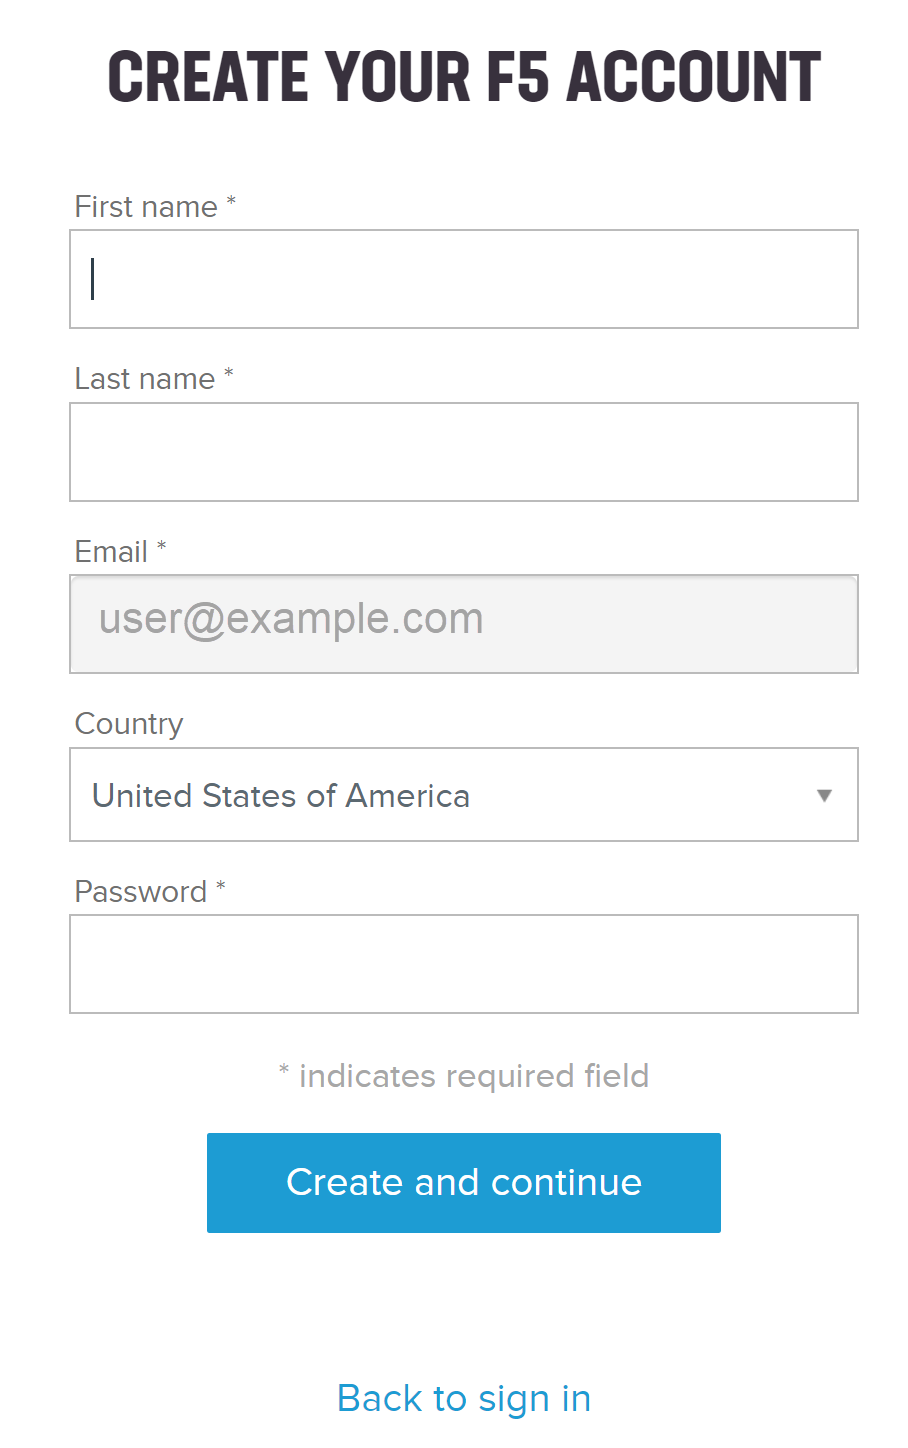 CREATE YOUR F5 ACCOUNT
First name *
Last name *
Email *
user@example.com
Country
United States of America
Password *
* indicates required field
Create and continue
Back to sign in